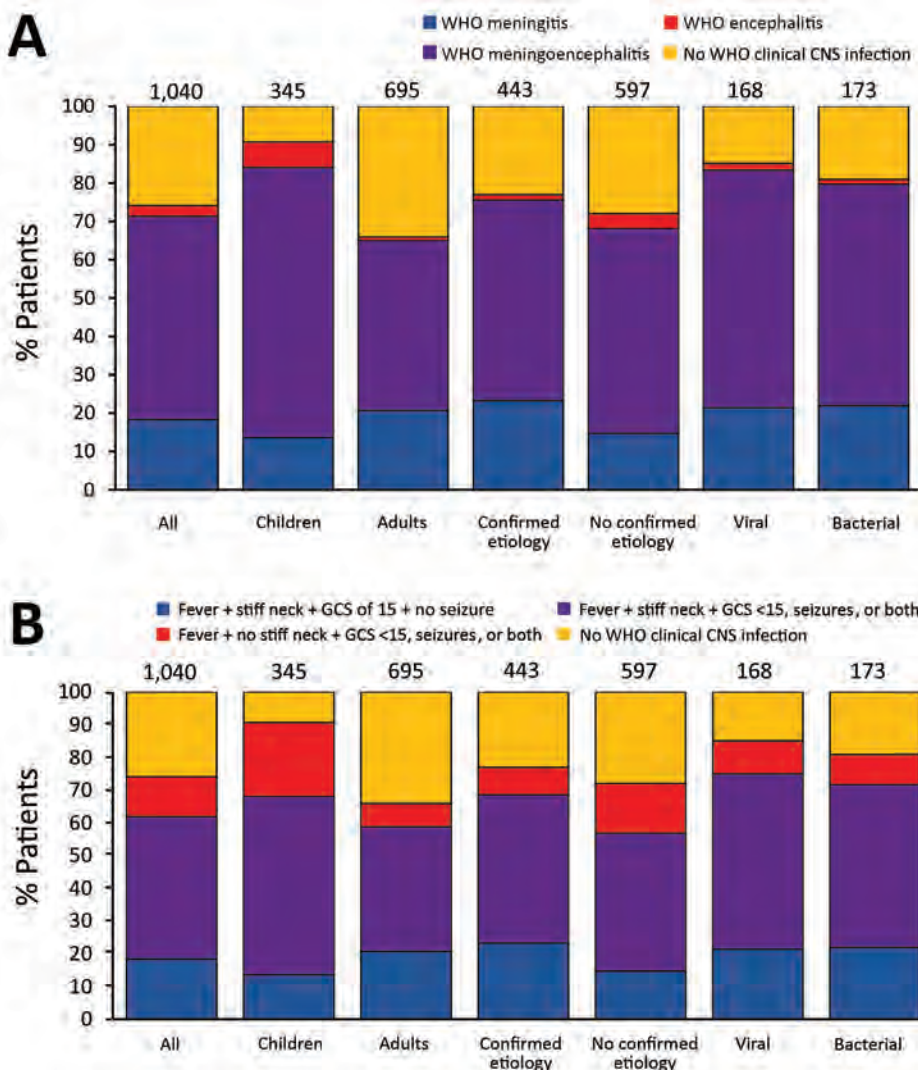 A
WHO meningitis WHO encephalitis
WHO meningoencephalitis No WHO clinical CNS infection
1,040 345 695 443 597 168 173
100
90
80
70
60
50
40
30
20
10
0
% Patients
All Children Adults Confirmed etiology No confirmed etiology Viral Bacterial
B
Fever + stiff neck + GCS of 15 + no seizure Fever + stiff neck + GCS <15, seizures, or both
Fever + no stiff neck + GCS <15, seizures, or both No WHO clinical CNS infection
1,040 345 695 443 597 168 173
100
90
80
70
60
50
40
30
20
10
0
% Patients
All Children Adults Confirmed etiology No confirmed etiology Viral Bacterial